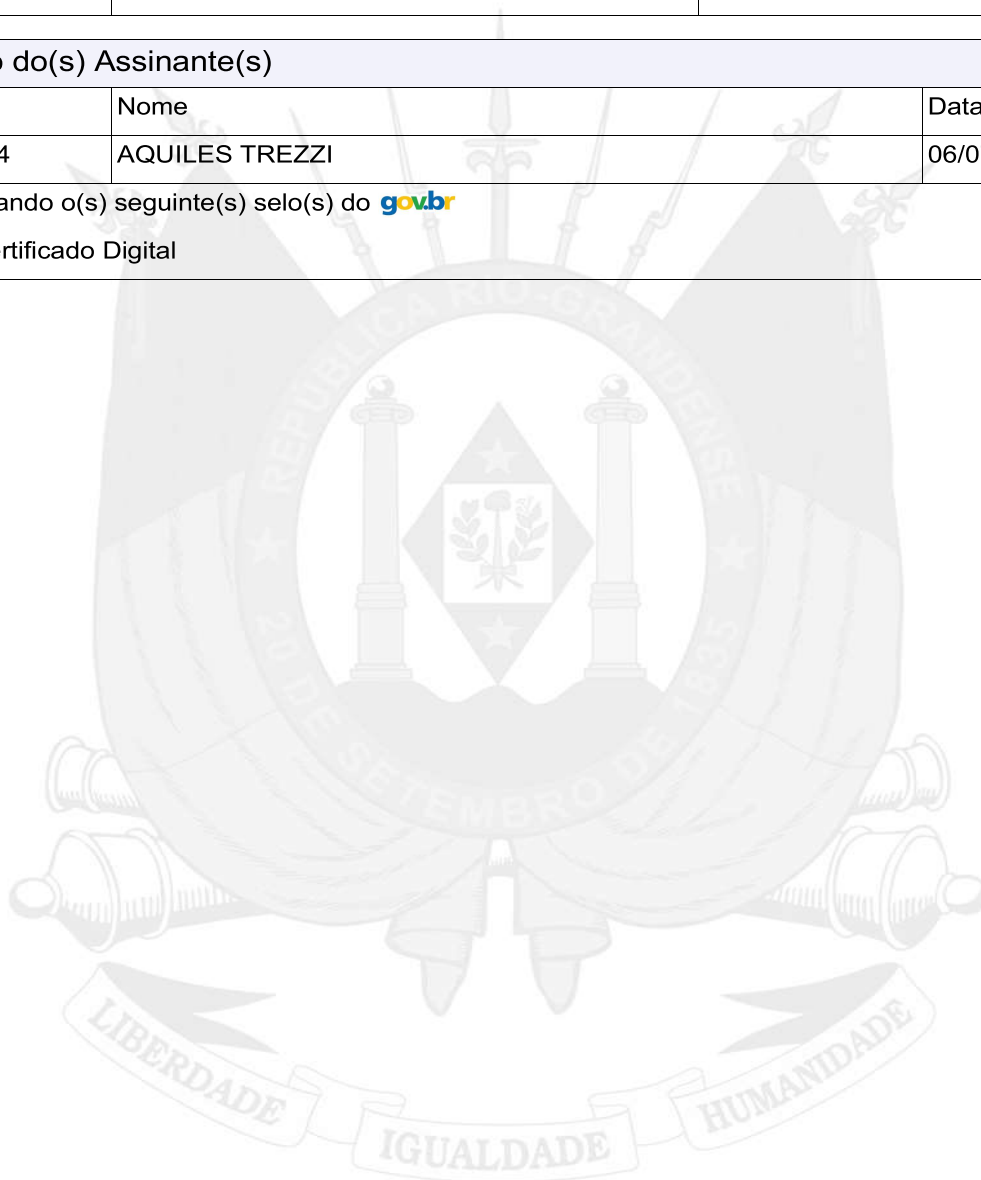 o do(s) Assinante(s)
Nome
Data
4
AQUILES TREZZI
06/0
ando o(s) seguinte(s) selo(s) do gov.br
rtificado Digital
REPÚBLICA RIO-GRANDENSE
20 DE SETEMBRO DE 1835
LIBERDADE
IGUALDADE
HUMANIDADE